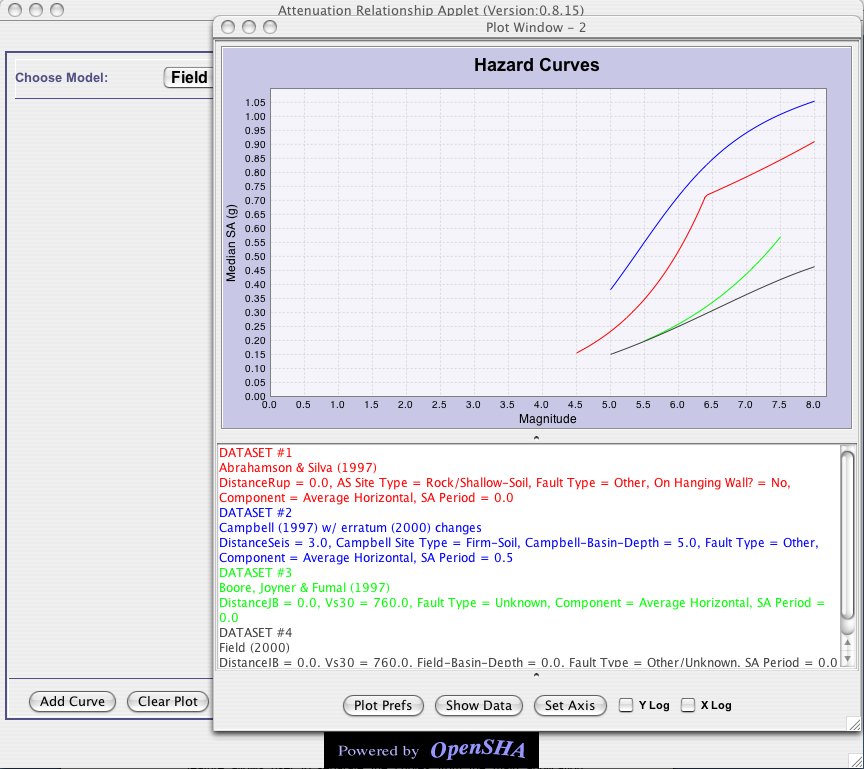 Attenuation Relationship Applet (Version:0.8.15)
Plot Window - 2
Choose Model:
Field
Hazard Curves
Median SA (g)
1.05
1.00
0.95
0.90
0.85
0.80
0.75
0.70
0.65
0.60
0.55
0.50
0.45
0.40
0.35
0.30
0.25
0.20
0.15
0.10
0.05
0.00
0.0 0.5 1.0 1.5 2.0 2.5 3.0 3.5 4.0 4.5 5.0 5.5 6.0 6.5 7.0 7.5 8.0
Magnitude
DATASET #1
Abrahamson & Silva (1997)
DistanceRup = 0.0, AS Site Type = Rock/Shallow-Soil, Fault Type = Other, On Hanging Wall? = No,
Component = Average Horizontal, SA Period = 0.0
DATASET #2
Campbell (1997) w/ erratum (2000) changes
DistanceSeis = 3.0, Campbell Site Type = Firm-Soil, Campbell-Basin-Depth = 5.0, Fault Type = Other,
Component = Average Horizontal, SA Period = 0.5
DATASET #3
Boore, Joyner & Fumal (1997)
DistanceJB = 0.0, Vs30 = 760.0, Fault Type = Unknown, Component = Average Horizontal, SA Period =
0.0
DATASET #4
Field (2000)
DistanceJB = 0.0, Vs30 = 760.0, Field-Basin-Depth = 0.0, Fault Type = Other/Unknown, SA Period = 0.0
Add Curve
Clear Plot
Plot Prefs
Show Data
Set Axis
Y Log
X Log
Powered by OpenSHA